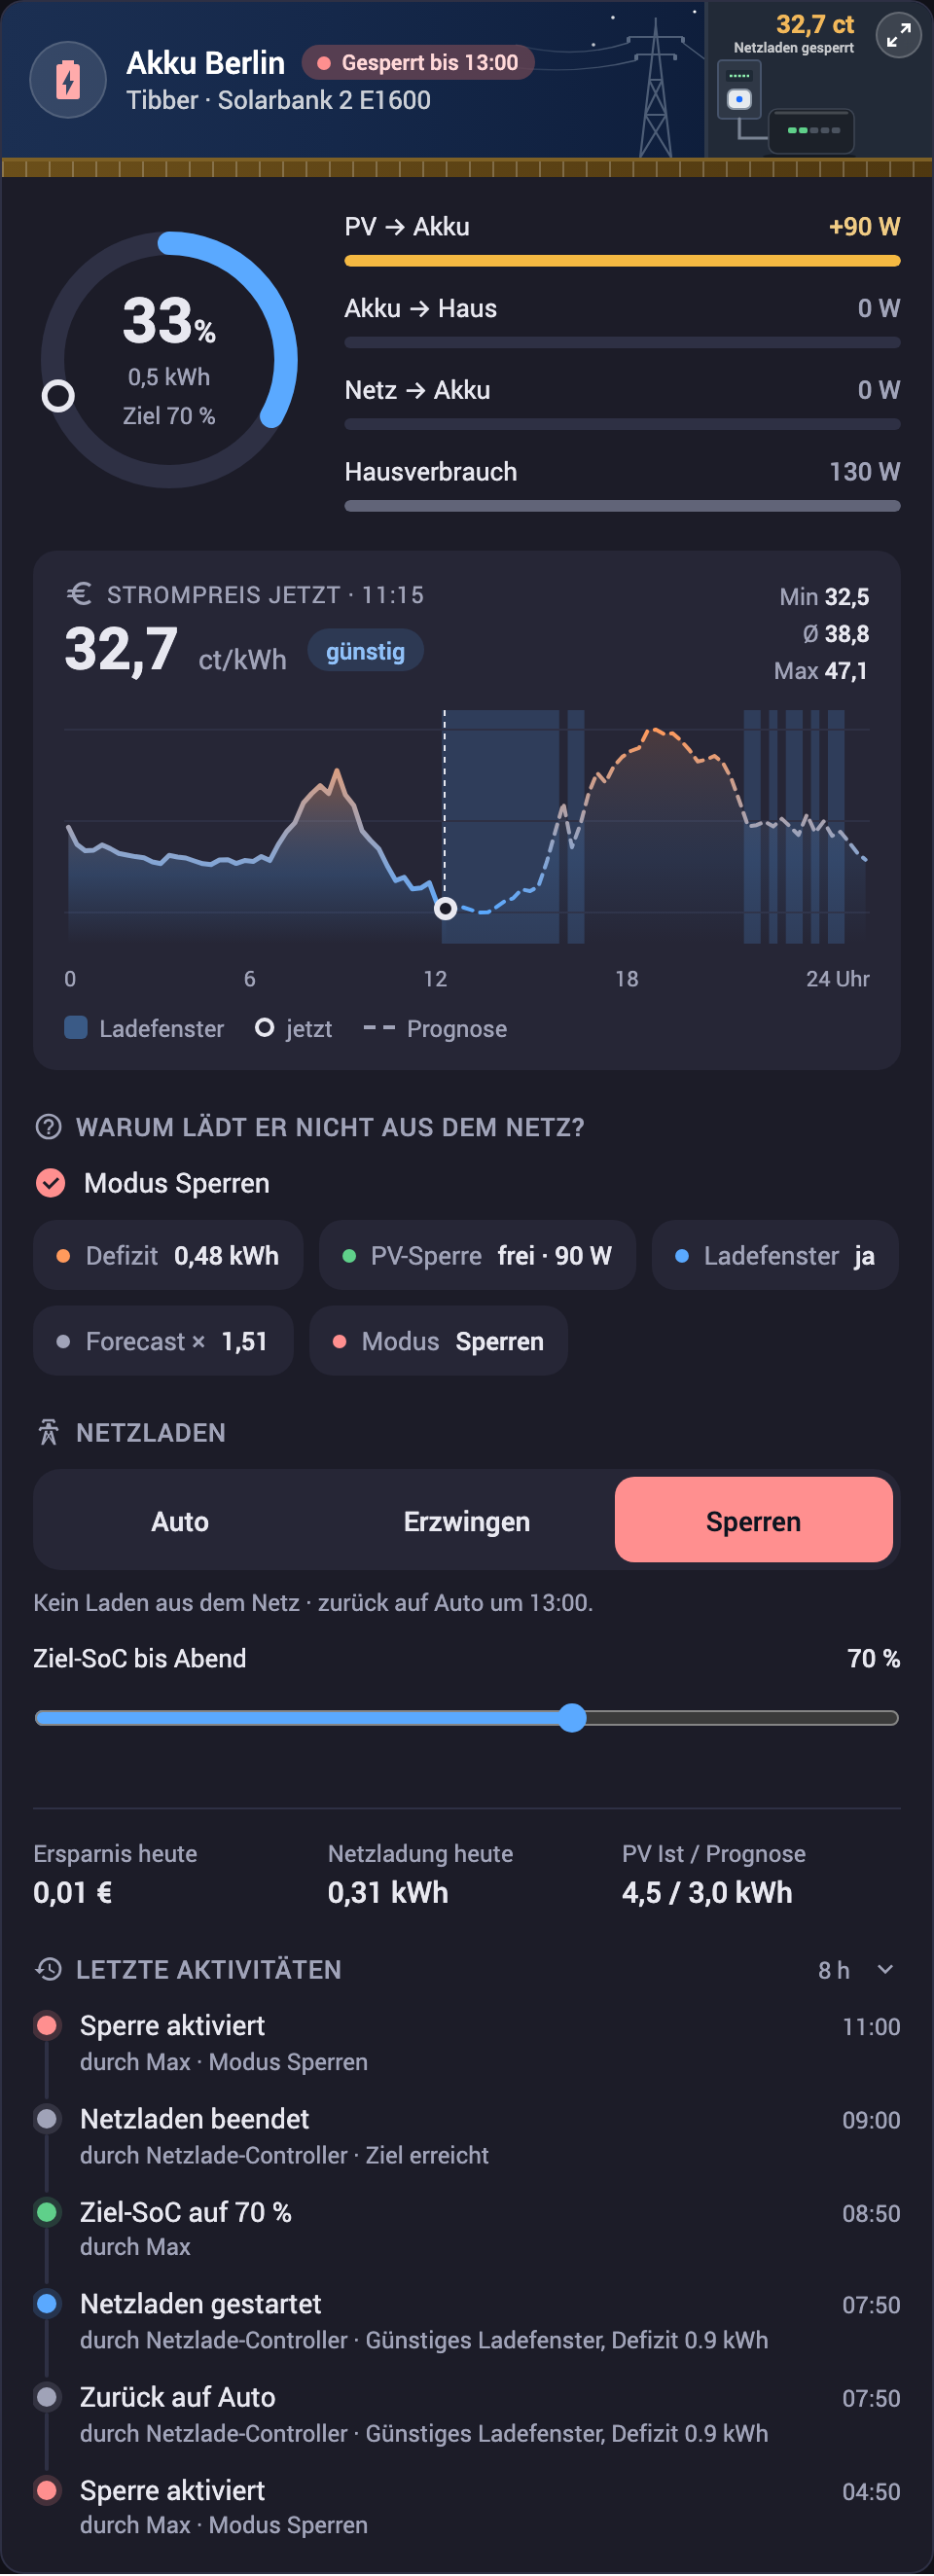 Akku Berlin
Gesperrt bis 13:00
Tibber · Solarbank 2 E1600
32,7 ct
Netzladen gesperrt
33%
0,5 kWh
Ziel 70 %
PV → Akku +90 W
Akku → Haus 0 W
Netz → Akku 0 W
Hausverbrauch 130 W
STROMPREIS JETZT · 11:15
32,7 ct/kWh günstig
Min 32,5
Ø 38,8
Max 47,1
0 6 12 18 24 Uhr
Ladefenster jetzt Prognose
WARUM LÄDT ER NICHT AUS DEM NETZ?
Modus Sperren
Defizit 0,48 kWh PV-Sperre frei · 90 W Ladefenster ja
Forecast × 1,51 Modus Sperren
NETZLADEN
Auto Erzwingen Sperren
Kein Laden aus dem Netz · zurück auf Auto um 13:00.
Ziel-SoC bis Abend 70 %
Ersparnis heute Netzladung heute PV Ist / Prognose
0,01 € 0,31 kWh 4,5 / 3,0 kWh
LETZTE AKTIVITÄTEN 8 h
Sperre aktiviert 11:00
durch Max · Modus Sperren
Netzladen beendet 09:00
durch Netzlade-Controller · Ziel erreicht
Ziel-SoC auf 70 % 08:50
durch Max
Netzladen gestartet 07:50
durch Netzlade-Controller · Günstiges Ladefenster, Defizit 0.9 kWh
Zurück auf Auto 07:50
durch Netzlade-Controller · Günstiges Ladefenster, Defizit 0.9 kWh
Sperre aktiviert 04:50
durch Max · Modus Sperren